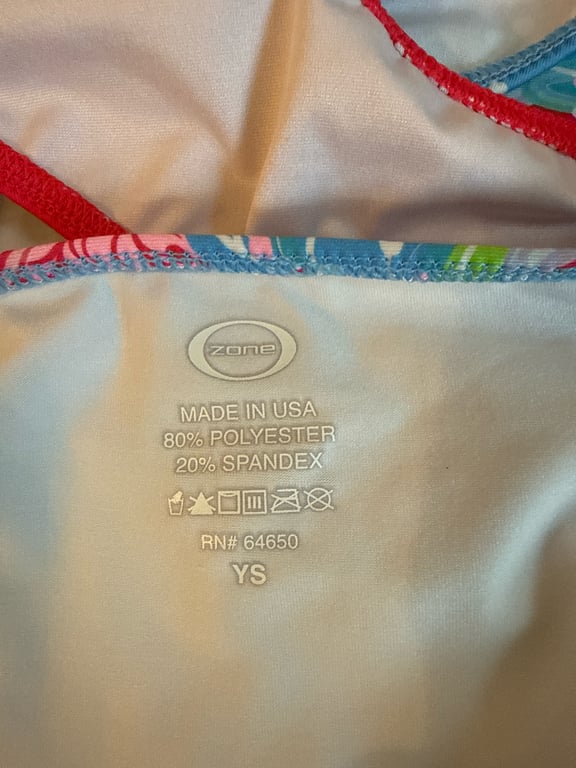 zone
MADE IN USA
80% POLYESTER
20% SPANDEX
RN# 64650
YS